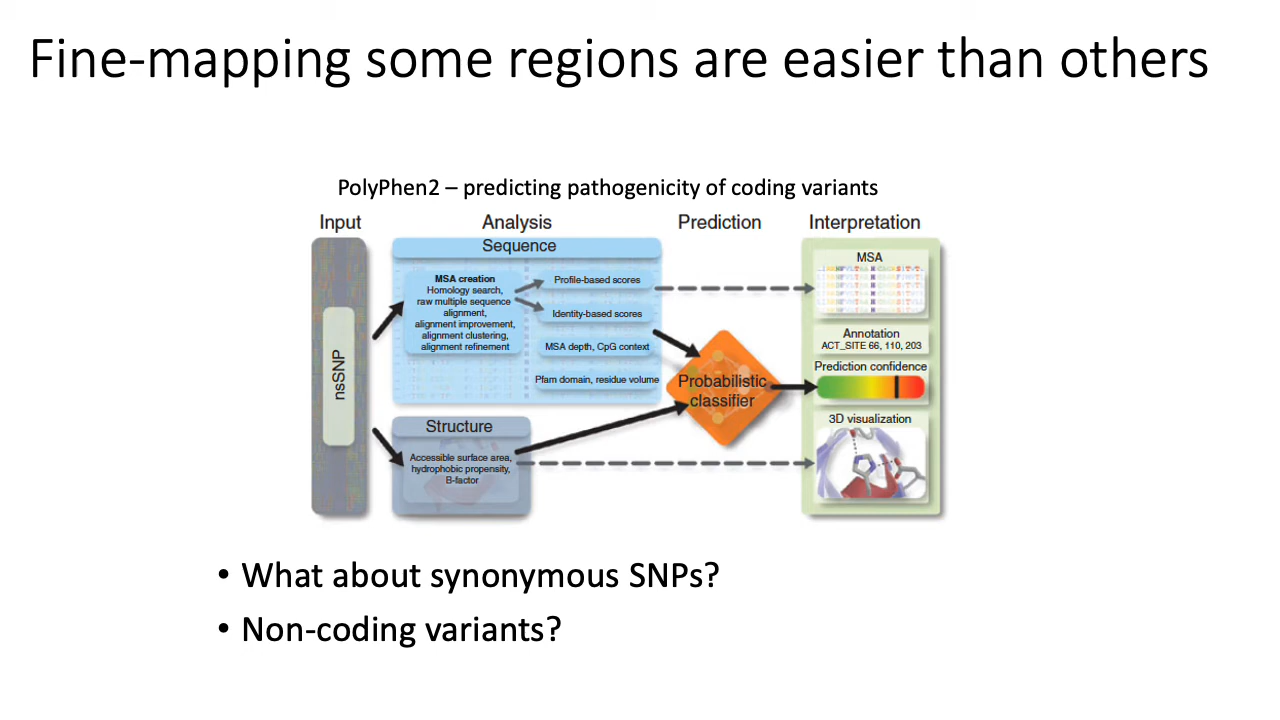 Fine-mapping some regions are easier than others
PolyPhen2 – predicting pathogenicity of coding variants
Input
Analysis
Prediction
Interpretation
nsSNP
Sequence
MSA creation
Homology search,
raw multiple sequence
alignment,
alignment improvement,
alignment clustering,
alignment refinement
Profile-based scores
Identity-based scores
MSA depth, CpG context
Pfam domain, residue volume
Structure
Accessible surface area,
hydrophobic propensity,
B-factor
Probabilistic
classifier
MSA
Annotation
ACT_SITE 66, 110, 203
Prediction confidence
3D visualization
• What about synonymous SNPs?
• Non-coding variants?